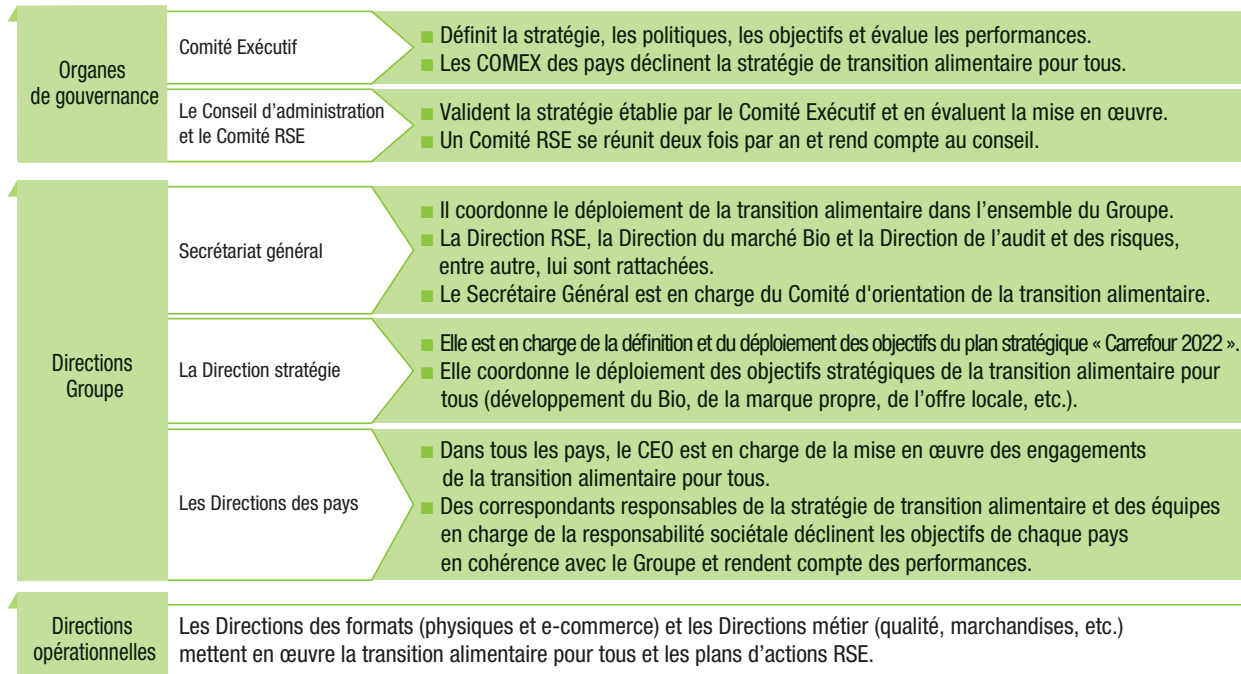 Organes
de gouvernance
Comité Exécutif
■ Définit la stratégie, les politiques, les objectifs et évalue les performances.
■ Les COMEX des pays déclinent la stratégie de transition alimentaire pour tous.
Le Conseil d’administration
et le Comité RSE
■ Valident la stratégie établie par le Comité Exécutif et en évaluent la mise en œuvre.
■ Un Comité RSE se réunit deux fois par an et rend compte au conseil.
Directions
Groupe
Secrétariat général
■ Il coordonne le déploiement de la transition alimentaire dans l’ensemble du Groupe.
■ La Direction RSE, la Direction du marché Bio et la Direction de l’audit et des risques,
entre autre, lui sont rattachées.
■ Le Secrétaire Général est en charge du Comité d'orientation de la transition alimentaire.
La Direction stratégie
■ Elle est en charge de la définition et du déploiement des objectifs du plan stratégique « Carrefour 2022 ».
■ Elle coordonne le déploiement des objectifs stratégiques de la transition alimentaire pour
tous (développement du Bio, de la marque propre, de l’offre locale, etc.).
Les Directions des pays
■ Dans tous les pays, le CEO est en charge de la mise en œuvre des engagements
de la transition alimentaire pour tous.
■ Des correspondants responsables de la stratégie de transition alimentaire et des équipes
en charge de la responsabilité sociétale déclinent les objectifs de chaque pays
en cohérence avec le Groupe et rendent compte des performances.
Directions
opérationnelles
Les Directions des formats (physiques et e-commerce) et les Directions métier (qualité, marchandises, etc.)
mettent en œuvre la transition alimentaire pour tous et les plans d’actions RSE.